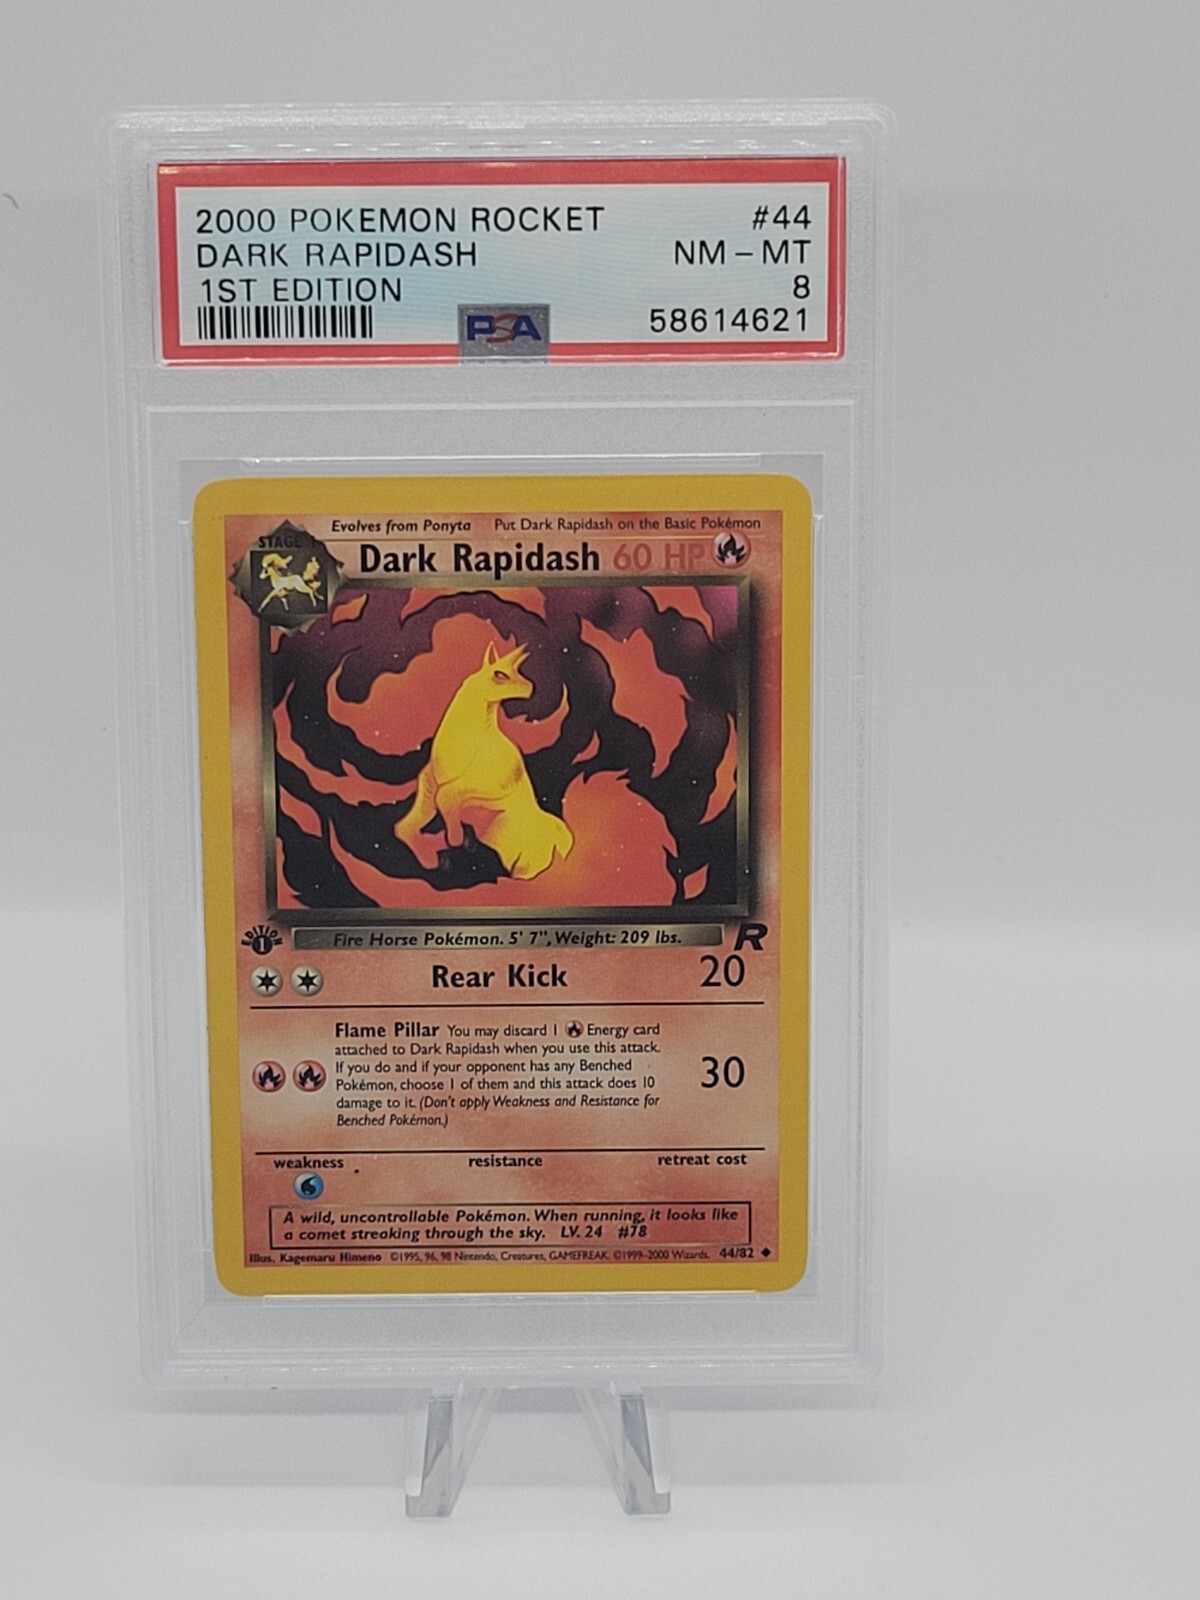 2000 POKEMON ROCKET #44
DARK RAPIDASH NM - MT
1ST EDITION 8
PSA 58614621
Evolves from Ponyta Put Dark Rapidash on the Basic Pokémon
STAGE 1
Dark Rapidash 60 HP
EDITION 1
Fire Horse Pokémon. 5' 7", Weight: 209 lbs. R
Rear Kick 20
Flame Pillar You may discard 1 Energy card
attached to Dark Rapidash when you use this attack.
If you do and if your opponent has any Benched
Pokémon, choose 1 of them and this attack does 10
damage to it. (Don't apply Weakness and Resistance for
Benched Pokémon.)
30
weakness resistance retreat cost
A wild, uncontrollable Pokémon. When running, it looks like
a comet streaking through the sky. LV. 24 #78
Illus. Kagemaru Himeno ©1995, 96, 98 Nintendo, Creatures, GAMEFREAK. ©1999-2000 Wizards. 44/82